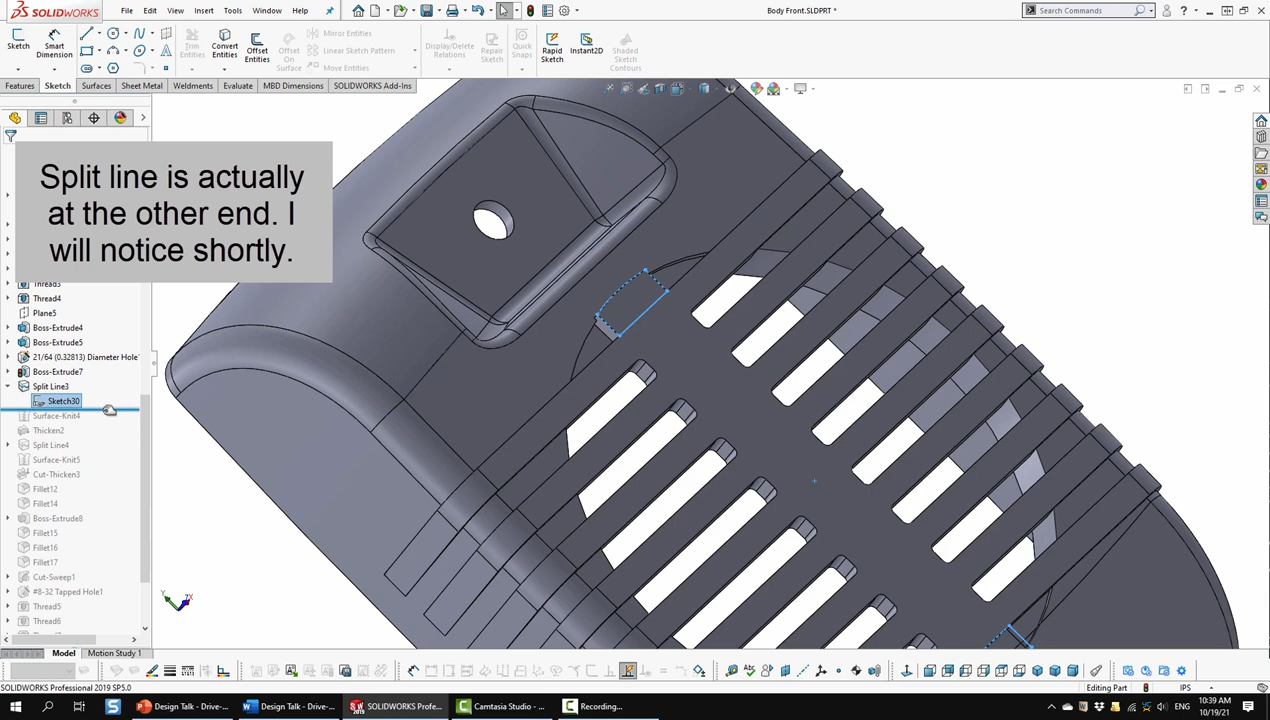 SOLIDWORKS
File Edit View Insert Tools Window Help
Body Front.SLDPRT *
Search Commands
Sketch
Smart Dimension
Trim Entities
Convert Entities
Offset Entities
Offset On Surface
Mirror Entities
Linear Sketch Pattern
Move Entities
Display/Delete Relations
Repair Sketch
Quick Snaps
Rapid Sketch
Instant2D
Shaded Sketch Contours
Features Sketch Sheet Metal Surfaces Weldments Evaluate MBD Dimensions SOLIDWORKS Add-Ins
Split line is actually
at the other end. I
will notice shortly.
Thread3
Thread4
Plane5
Boss-Extrude4
Boss-Extrude5
21/64 (0.32813) Diameter Hole
Boss-Extrude7
Split Line3
Sketch30
Surface-Knit4
Thicken2
Split Line4
Surface-Knit5
Cut-Thicken3
Fillet12
Fillet14
Boss-Extrude8
Fillet15
Fillet16
Fillet17
Cut-Sweep1
#8-32 Tapped Hole1
Thread5
Thread6
Model Motion Study 1
SOLIDWORKS Professional 2019 SP5.0
Editing Part
IPS
Design Talk - Drive-...
Design Talk - Drive-...
SOLIDWORKS Profe...
Camtasia Studio - ...
Recording...
10:39 AM
10/19/21